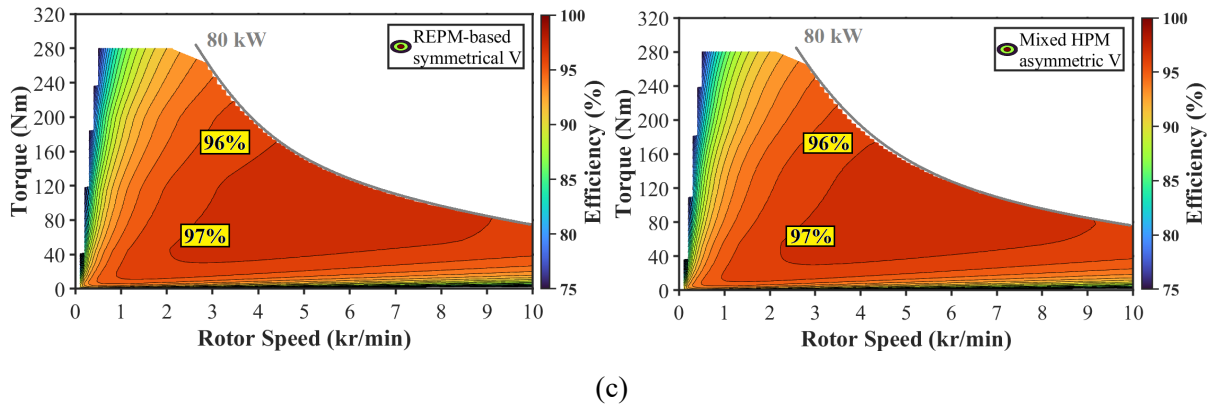 320
280
240
200
160
120
80
40
0
Torque (Nm)
80 kW
REPM-based
symmetrical V
96%
97%
0 1 2 3 4 5 6 7 8 9 10
Rotor Speed (kr/min)
100
95
90
85
80
75
Efficiency (%)
320
280
240
200
160
120
80
40
0
Torque (Nm)
80 kW
Mixed HPM
asymmetric V
96%
97%
0 1 2 3 4 5 6 7 8 9 10
Rotor Speed (kr/min)
100
95
90
85
80
75
Efficiency (%)
(c)